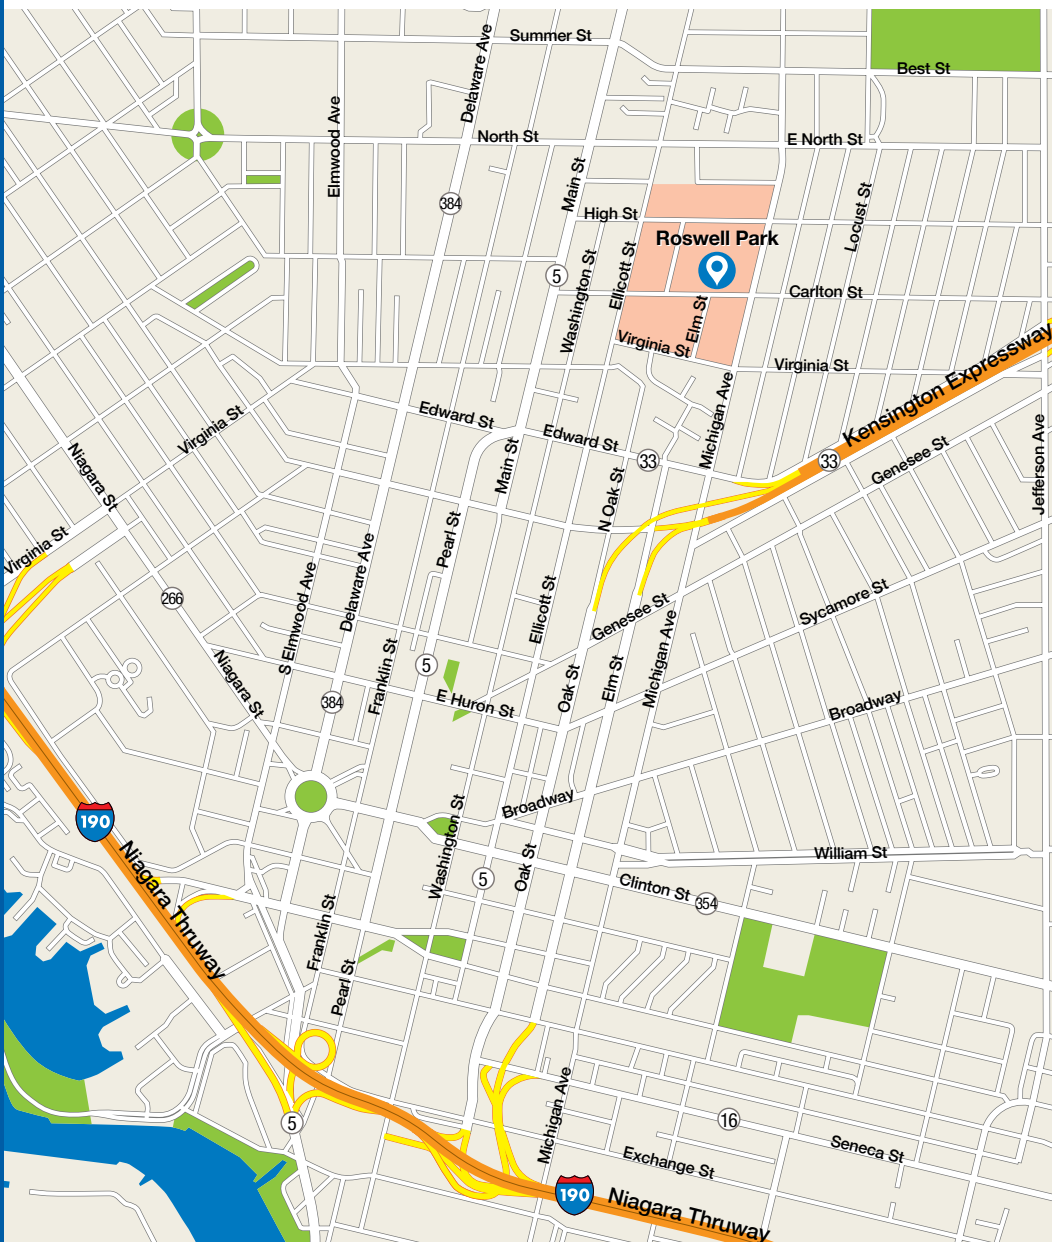 Summer St
Delaware Ave
Best St
Elmwood Ave
North St
E North St
Main St
384
High St
Locust St
Roswell Park
Ellicott St
Washington St
5
Carlton St
Elm St
Virginia St
Virginia St
Kensington Expressway
Michigan Ave
Edward St
Virginia St
Edward St
Niagara St
Main St
33
33
Genesee St
Jefferson Ave
N Oak St
Pearl St
Virginia St
Delaware Ave
S Elmwood Ave
266
Ellicott St
Genesee St
Sycamore St
Michigan Ave
Niagara St
Franklin St
5
Oak St
Elm St
384
E Huron St
Broadway
190
Broadway
Washington St
Niagara Thruway
Oak St
William St
5
Clinton St
354
Franklin St
Pearl St
Michigan Ave
5
16
Seneca St
Exchange St
190
Niagara Thruway